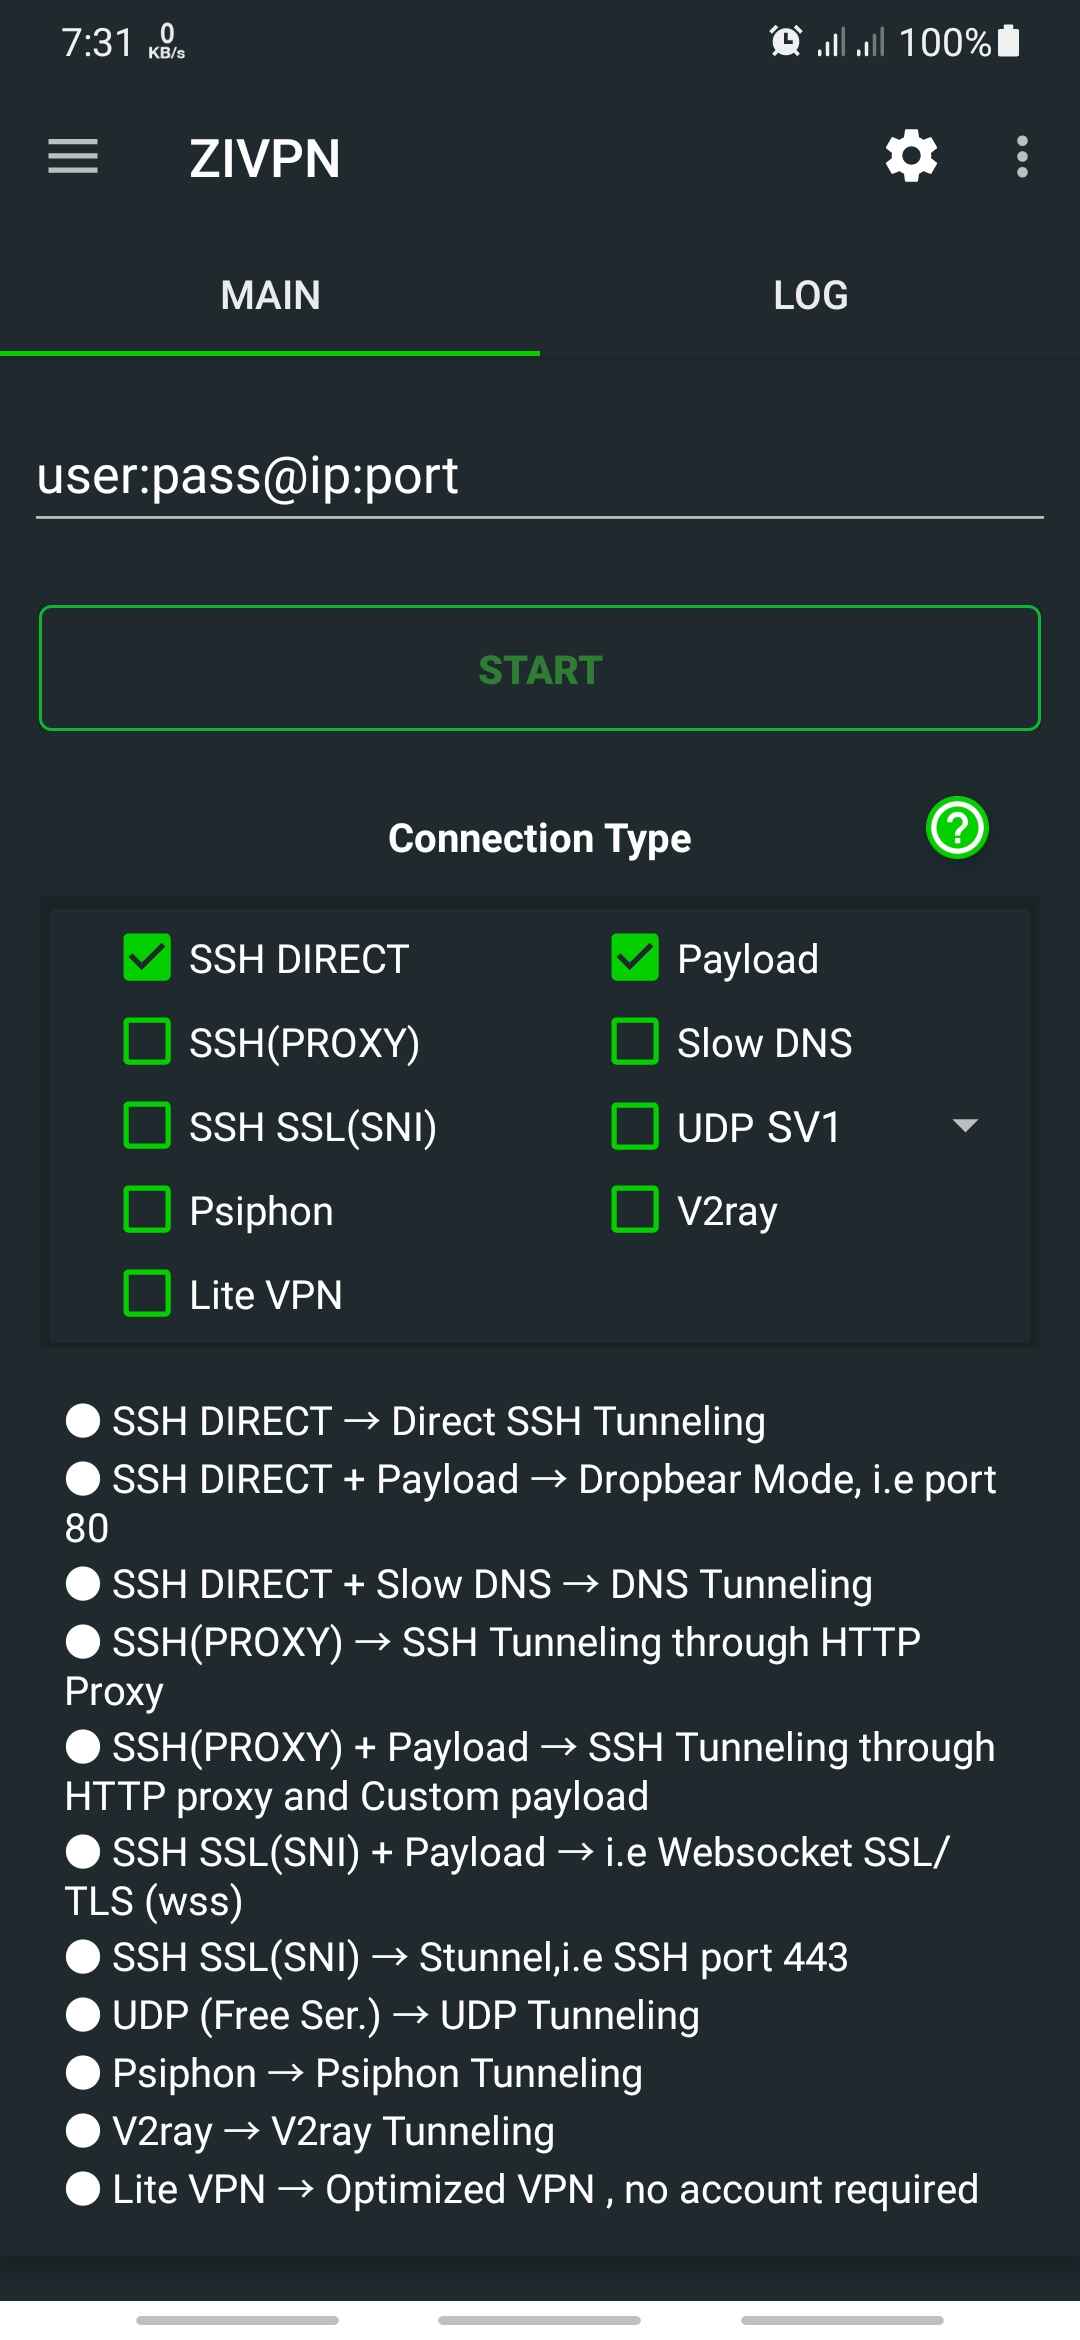 7:31 0 KB/s 100%
ZIVPN
MAIN LOG
user:pass@ip:port
START
Connection Type ?
SSH DIRECT Payload
SSH(PROXY) Slow DNS
SSH SSL(SNI) UDP SV1
Psiphon V2ray
Lite VPN
● SSH DIRECT → Direct SSH Tunneling
● SSH DIRECT + Payload → Dropbear Mode, i.e port
80
● SSH DIRECT + Slow DNS → DNS Tunneling
● SSH(PROXY) → SSH Tunneling through HTTP
Proxy
● SSH(PROXY) + Payload → SSH Tunneling through
HTTP proxy and Custom payload
● SSH SSL(SNI) + Payload → i.e Websocket SSL/
TLS (wss)
● SSH SSL(SNI) → Stunnel,i.e SSH port 443
● UDP (Free Ser.) → UDP Tunneling
● Psiphon → Psiphon Tunneling
● V2ray → V2ray Tunneling
● Lite VPN → Optimized VPN , no account required